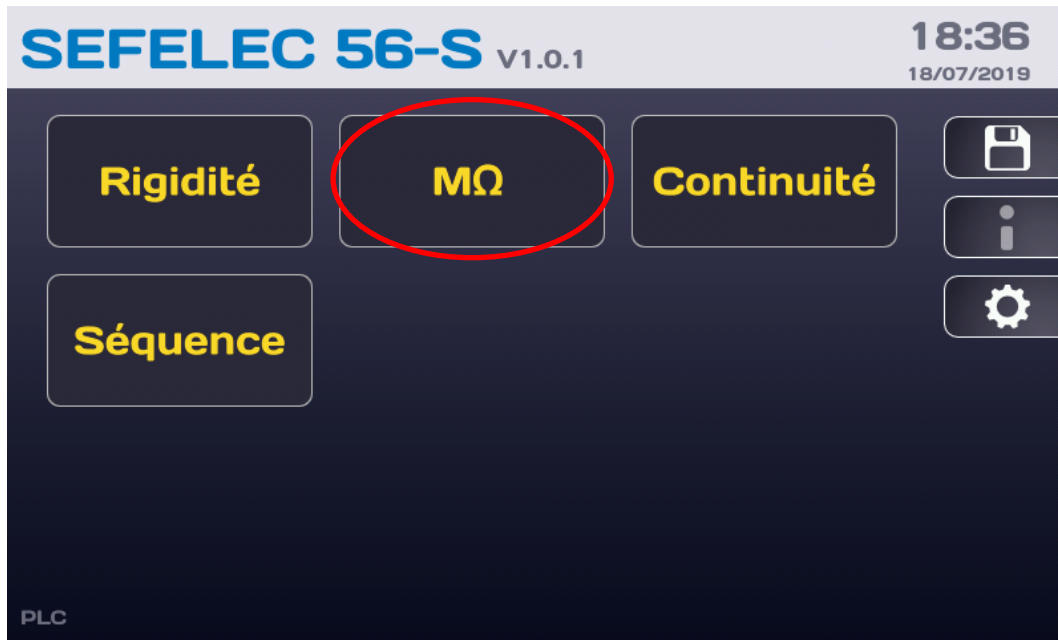 SEFELEC 56-S V1.0.1
18:36
18/07/2019
Rigidité
MΩ
Continuité
Séquence
PLC